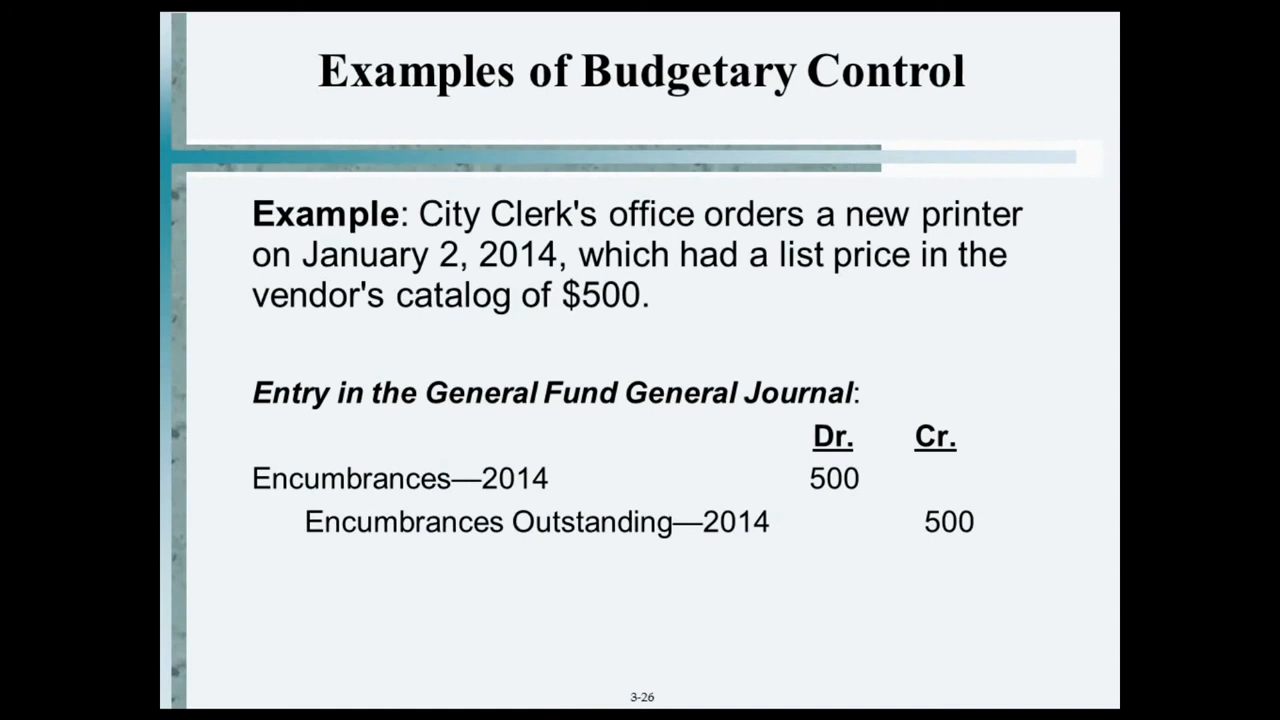 Examples of Budgetary Control
Example: City Clerk's office orders a new printer
on January 2, 2014, which had a list price in the
vendor's catalog of $500.
Entry in the General Fund General Journal:
Dr. Cr.
Encumbrances—2014 500
Encumbrances Outstanding—2014 500
3-26